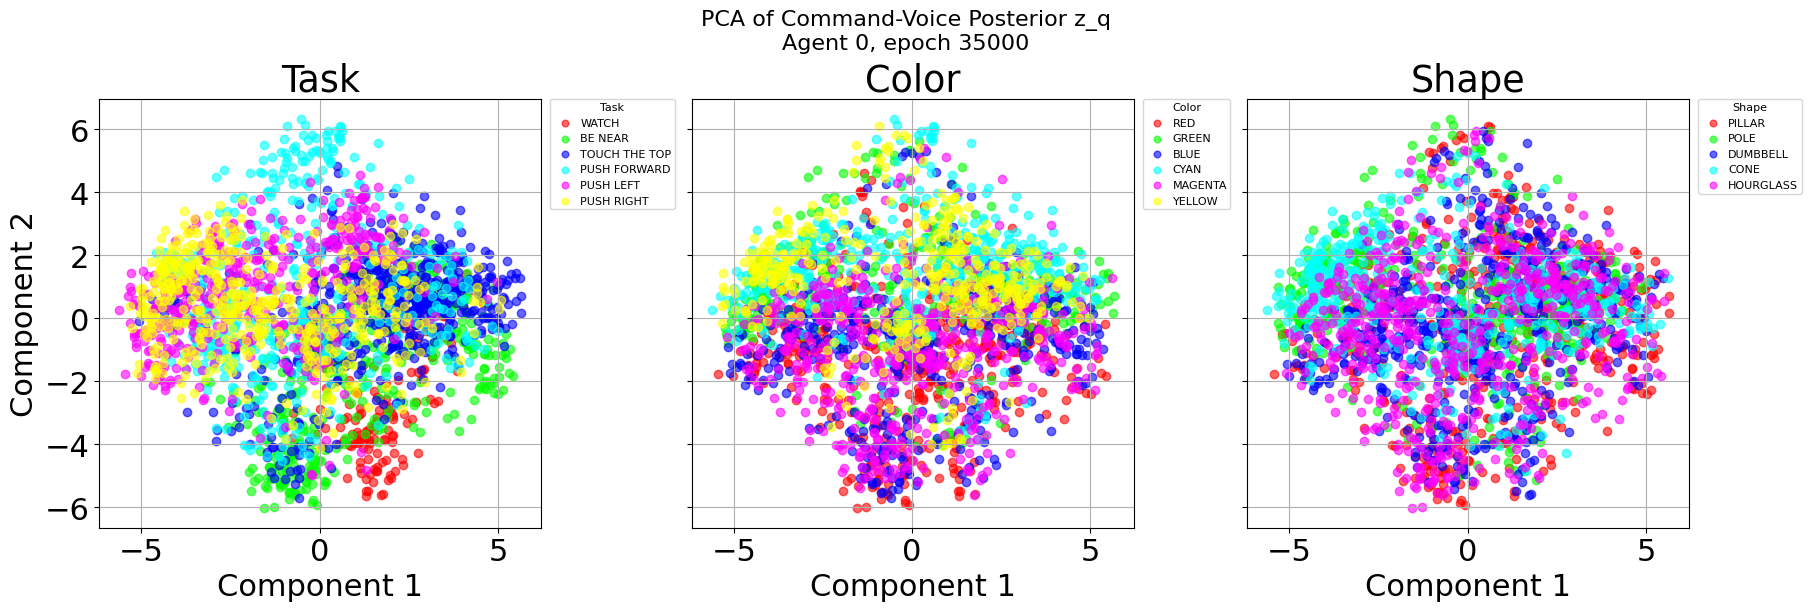 PCA of Command-Voice Posterior z_q
Agent 0, epoch 35000
Task
Component 2
6
4
2
0
−2
−4
−6
−5 0 5
Component 1
Task
WATCH
BE NEAR
TOUCH THE TOP
PUSH FORWARD
PUSH LEFT
PUSH RIGHT
Color
−5 0 5
Component 1
Color
RED
GREEN
BLUE
CYAN
MAGENTA
YELLOW
Shape
−5 0 5
Component 1
Shape
PILLAR
POLE
DUMBBELL
CONE
HOURGLASS